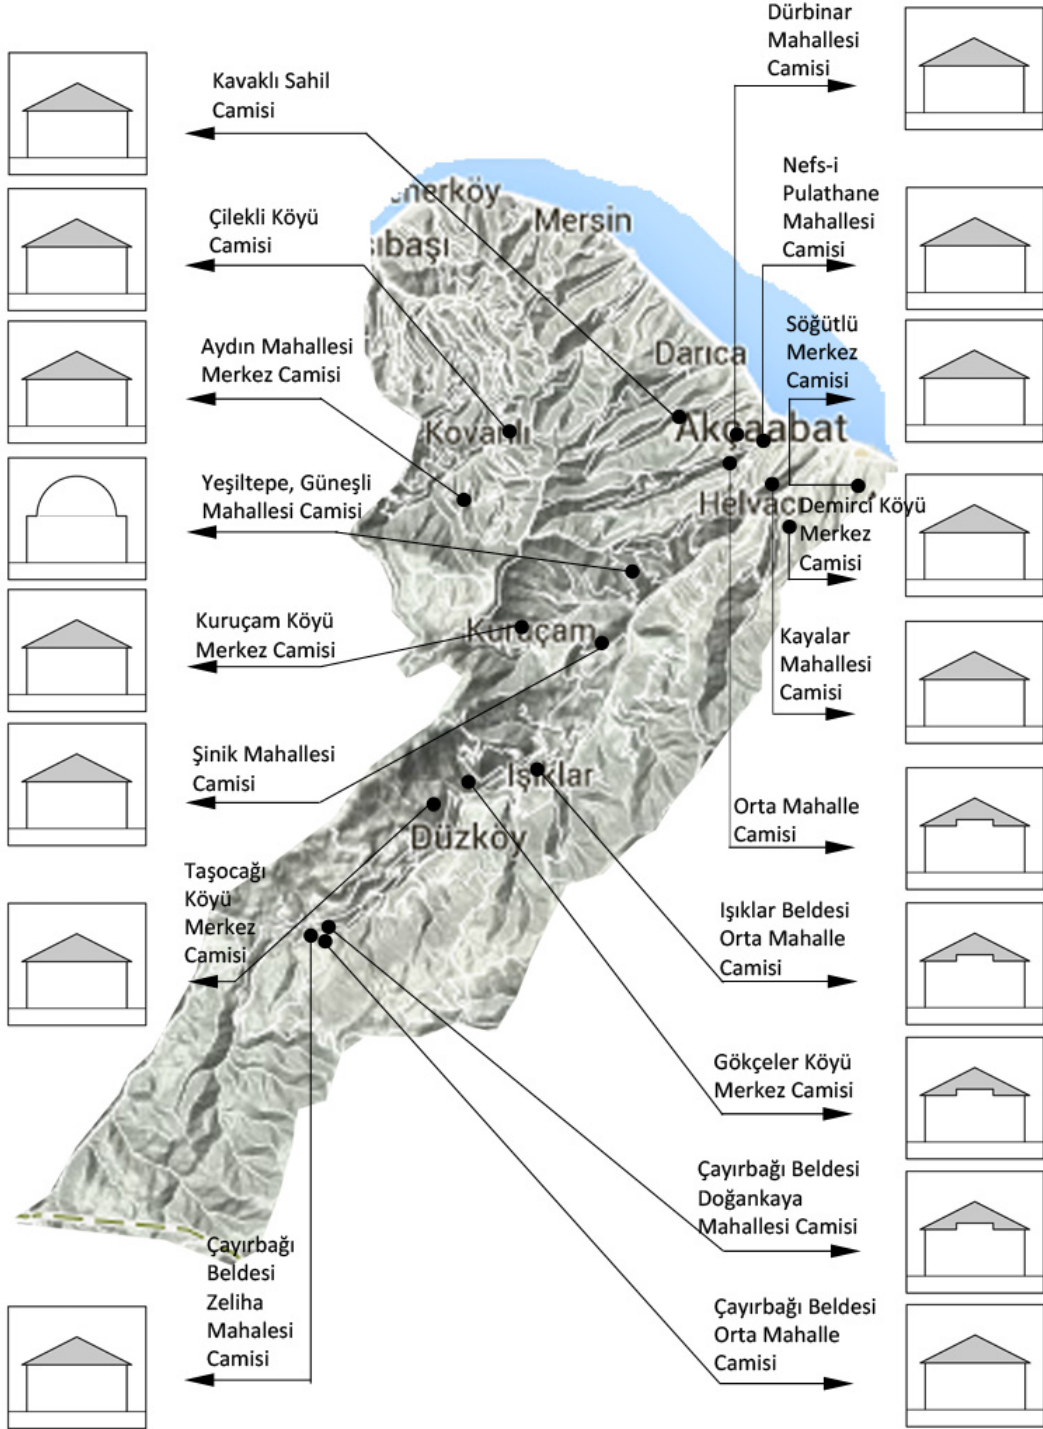 Dürbinar
Mahallesi
Camisi
Kavaklı Sahil
Camisi
Nefs-i
Pulathane
Mahallesi
Camisi
Mersin
Çilekli Köyü
Camisi
Söğütlü
Merkez
Camisi
Darıca
Aydın Mahallesi
Merkez Camisi
Akçaabat
Kovanlı
Yeşiltepe, Güneşli
Mahallesi Camisi
Demirci Köyü
Merkez
Camisi
Kuruçam Köyü
Merkez Camisi
Kuruçam
Kayalar
Mahallesi
Camisi
Şinik Mahallesi
Camisi
Işıklar
Düzköy
Orta Mahalle
Camisi
Taşocağı
Köyü
Merkez
Camisi
Işıklar Beldesi
Orta Mahalle
Camisi
Gökçeler Köyü
Merkez Camisi
Çayırbağı Beldesi
Doğankaya
Mahallesi Camisi
Çayırbağı
Beldesi
Zeliha
Mahalesi
Camisi
Çayırbağı Beldesi
Orta Mahalle
Camisi